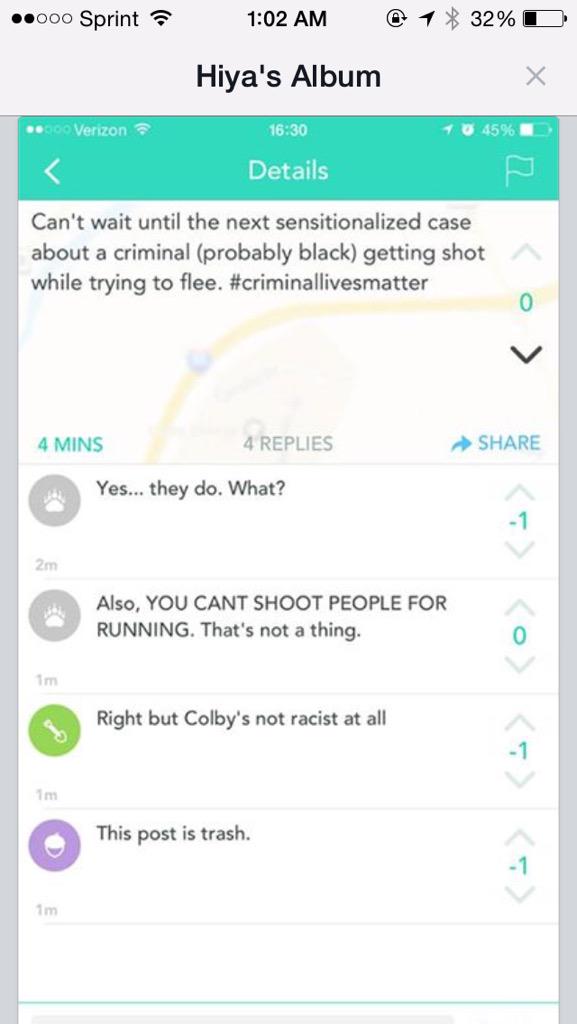 Sprint 1:02 AM 32%
Hiya's Album
Verizon 16:30 45%
Details
Can't wait until the next sensitionalized case
about a criminal (probably black) getting shot
while trying to flee. #criminallivesmatter
0
4 MINS 4 REPLIES SHARE
Yes... they do. What?
-1
2m
Also, YOU CANT SHOOT PEOPLE FOR
RUNNING. That's not a thing.
0
1m
Right but Colby's not racist at all
-1
1m
This post is trash.
-1
1m